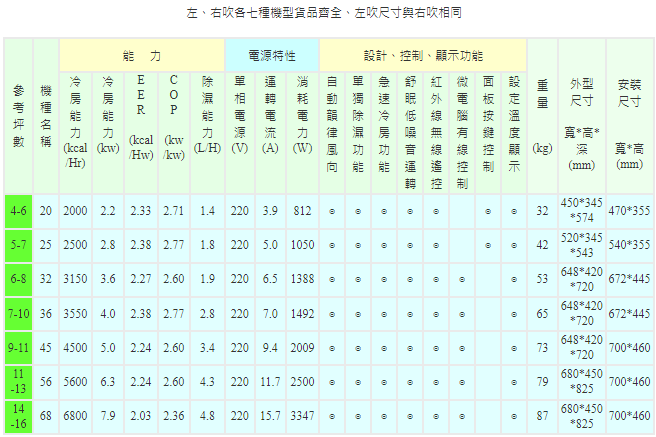 左、右吹各七種機型貨品齊全、左吹尺寸與右吹相同
參考坪數 機種名稱 能 力 電源特性 設計、控制、顯示功能 重量 (kg) 外型尺寸 寬*高*深 (mm) 安裝尺寸 寬*高 (mm)
冷房能力 (kcal/Hr) 冷房能力 (kw) EER (kcal/Hw) COP (kw/kw) 除濕能力 (L/H) 單相電源 (V) 運轉電流 (A) 消耗電力 (W) 自動韻律風向 單獨除濕功能 急速冷房功能 舒眠低噪音運轉 紅外線無線遙控 微電腦有線控制 面板按鍵控制 設定溫度顯示
4-6 20 2000 2.2 2.33 2.71 1.4 220 3.9 812 ⊙ ⊙ ⊙ ⊙ ⊙ ⊙ ⊙ 32 450*345*574 470*355
5-7 25 2500 2.8 2.38 2.77 1.8 220 5.0 1050 ⊙ ⊙ ⊙ ⊙ ⊙ ⊙ ⊙ 42 520*345*543 540*355
6-8 32 3150 3.6 2.27 2.60 1.9 220 6.5 1388 ⊙ ⊙ ⊙ ⊙ ⊙ ⊙ ⊙ 53 648*420*720 672*445
7-10 36 3550 4.0 2.38 2.77 2.8 220 7.0 1492 ⊙ ⊙ ⊙ ⊙ ⊙ ⊙ ⊙ 65 648*420*720 672*445
9-11 45 4500 5.0 2.24 2.60 3.4 220 9.4 2009 ⊙ ⊙ ⊙ ⊙ ⊙ ⊙ ⊙ 73 648*420*720 700*460
11-13 56 5600 6.3 2.24 2.60 4.3 220 11.7 2500 ⊙ ⊙ ⊙ ⊙ ⊙ ⊙ ⊙ 79 680*450*825 700*460
14-16 68 6800 7.9 2.03 2.36 4.8 220 15.7 3347 ⊙ ⊙ ⊙ ⊙ ⊙ ⊙ ⊙ 87 680*450*825 700*460